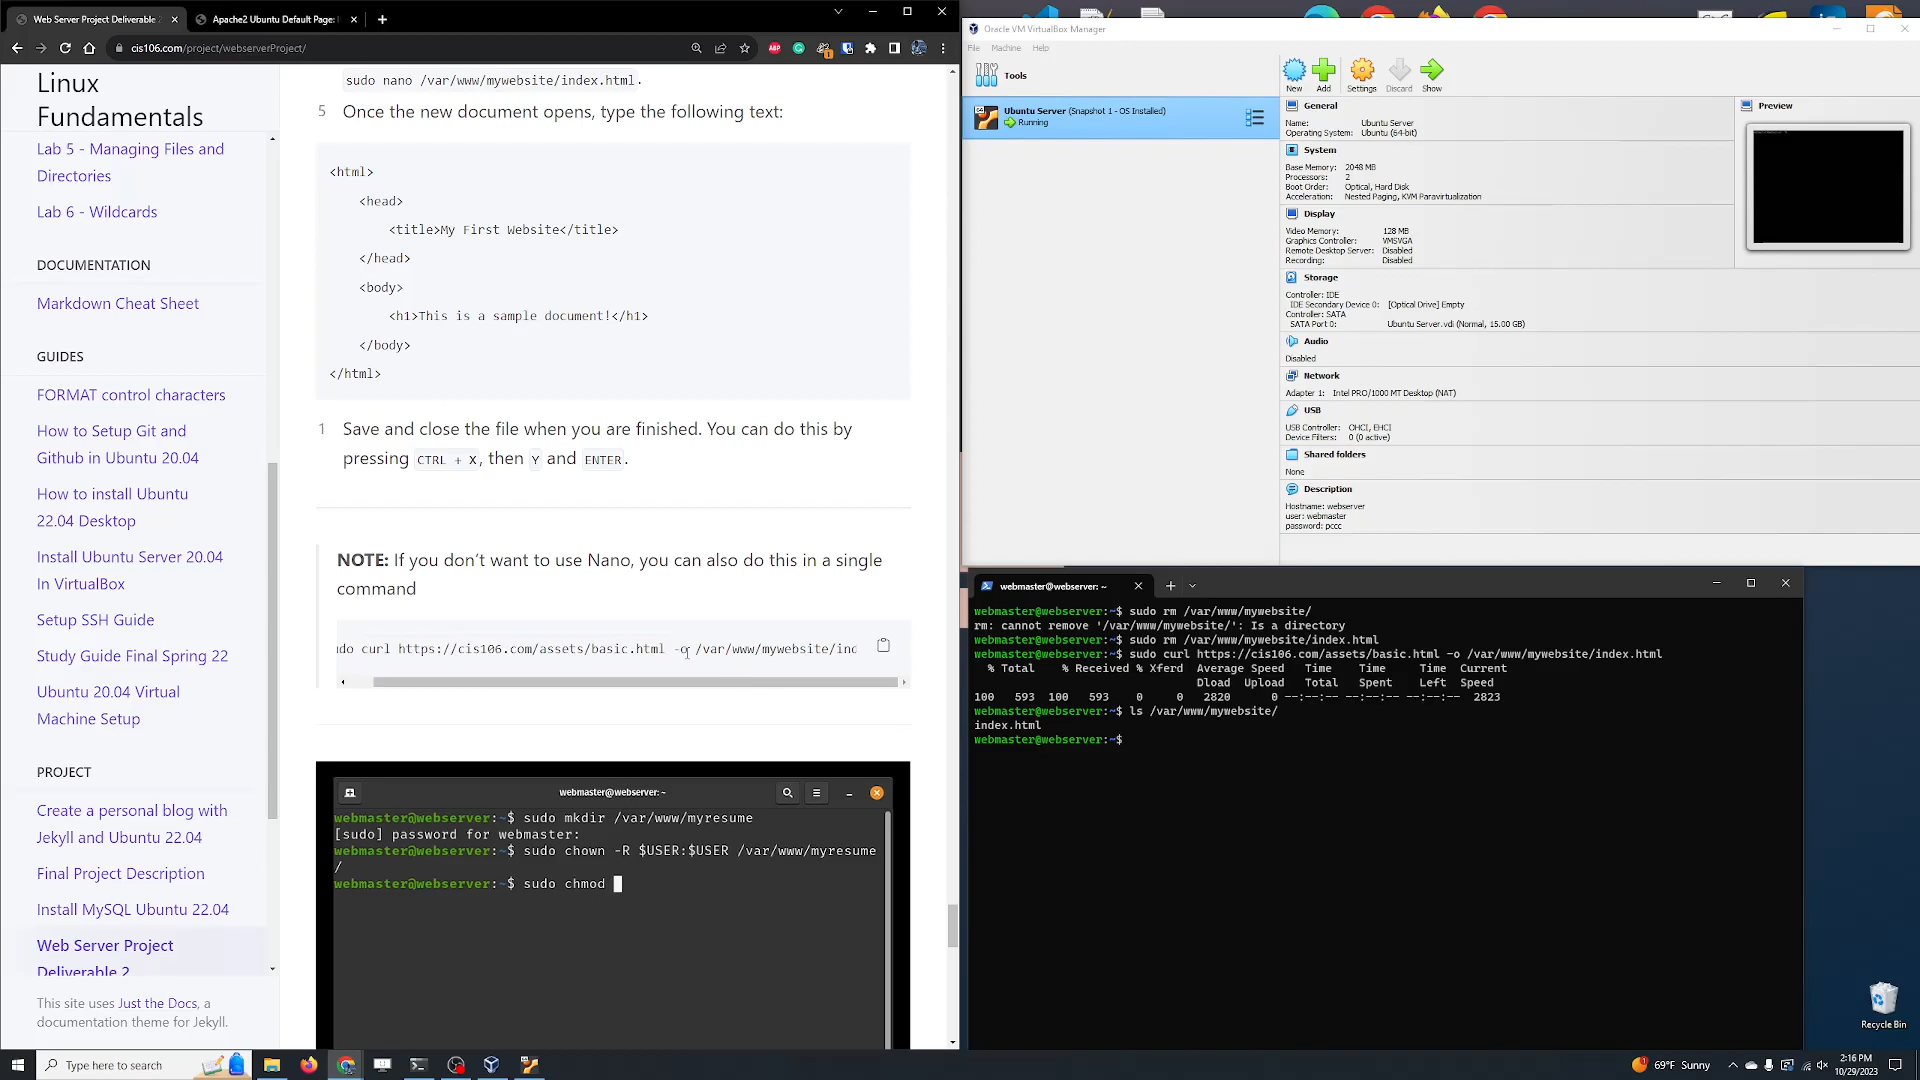 Web Server Project Deliverable 2
Apache2 Ubuntu Default Page:
cis106.com/project/webserverProject/
Linux
Fundamentals
Lab 5 - Managing Files and
Directories
Lab 6 - Wildcards
DOCUMENTATION
Markdown Cheat Sheet
GUIDES
FORMAT control characters
How to Setup Git and
Github in Ubuntu 20.04
How to install Ubuntu
22.04 Desktop
Install Ubuntu Server 20.04
In VirtualBox
Setup SSH Guide
Study Guide Final Spring 22
Ubuntu 20.04 Virtual
Machine Setup
PROJECT
Create a personal blog with
Jekyll and Ubuntu 22.04
Final Project Description
Install MySQL Ubuntu 22.04
Web Server Project
Deliverable 2
This site uses Just the Docs, a
documentation theme for Jekyll.
sudo nano /var/www/mywebsite/index.html.
5 Once the new document opens, type the following text:
<html>
<head>
<title>My First Website</title>
</head>
<body>
<h1>This is a sample document!</h1>
</body>
</html>
1 Save and close the file when you are finished. You can do this by
pressing CTRL + X, then Y and ENTER.
NOTE: If you don't want to use Nano, you can also do this in a single
command
udo curl https://cis106.com/assets/basic.html -o /var/www/mywebsite/ind
webmaster@webserver: ~
webmaster@webserver:~$ sudo mkdir /var/www/myresume
[sudo] password for webmaster:
webmaster@webserver:~$ sudo chown -R $USER:$USER /var/www/myresume
/
webmaster@webserver:~$ sudo chmod
Oracle VM VirtualBox Manager
File Machine Help
Tools
New Add Settings Discard Show
Ubuntu Server (Snapshot 1 - OS Installed)
Running
General
Name: Ubuntu Server
Operating System: Ubuntu (64-bit)
System
Base Memory: 2048 MB
Processors: 2
Boot Order: Optical, Hard Disk
Acceleration: Nested Paging, KVM Paravirtualization
Display
Video Memory: 128 MB
Graphics Controller: VMSVGA
Remote Desktop Server: Disabled
Recording: Disabled
Storage
Controller: IDE
IDE Secondary Device 0: [Optical Drive] Empty
Controller: SATA
SATA Port 0: Ubuntu Server.vdi (Normal, 15.00 GB)
Audio
Disabled
Network
Adapter 1: Intel PRO/1000 MT Desktop (NAT)
USB
USB Controller: OHCI, EHCI
Device Filters: 0 (0 active)
Shared folders
None
Description
Hostname: webserver
user: webmaster
password: pccc
Preview
webmaster@webserver: ~
webmaster@webserver:~$ sudo rm /var/www/mywebsite/
rm: cannot remove '/var/www/mywebsite/': Is a directory
webmaster@webserver:~$ sudo rm /var/www/mywebsite/index.html
webmaster@webserver:~$ sudo curl https://cis106.com/assets/basic.html -o /var/www/mywebsite/index.html
% Total % Received % Xferd Average Speed Time Time Time Current
Dload Upload Total Spent Left Speed
100 593 100 593 0 0 2820 0 --:--:-- --:--:-- --:--:-- 2823
webmaster@webserver:~$ ls /var/www/mywebsite/
index.html
webmaster@webserver:~$
Recycle Bin
Type here to search
69°F Sunny
2:16 PM
10/29/2023